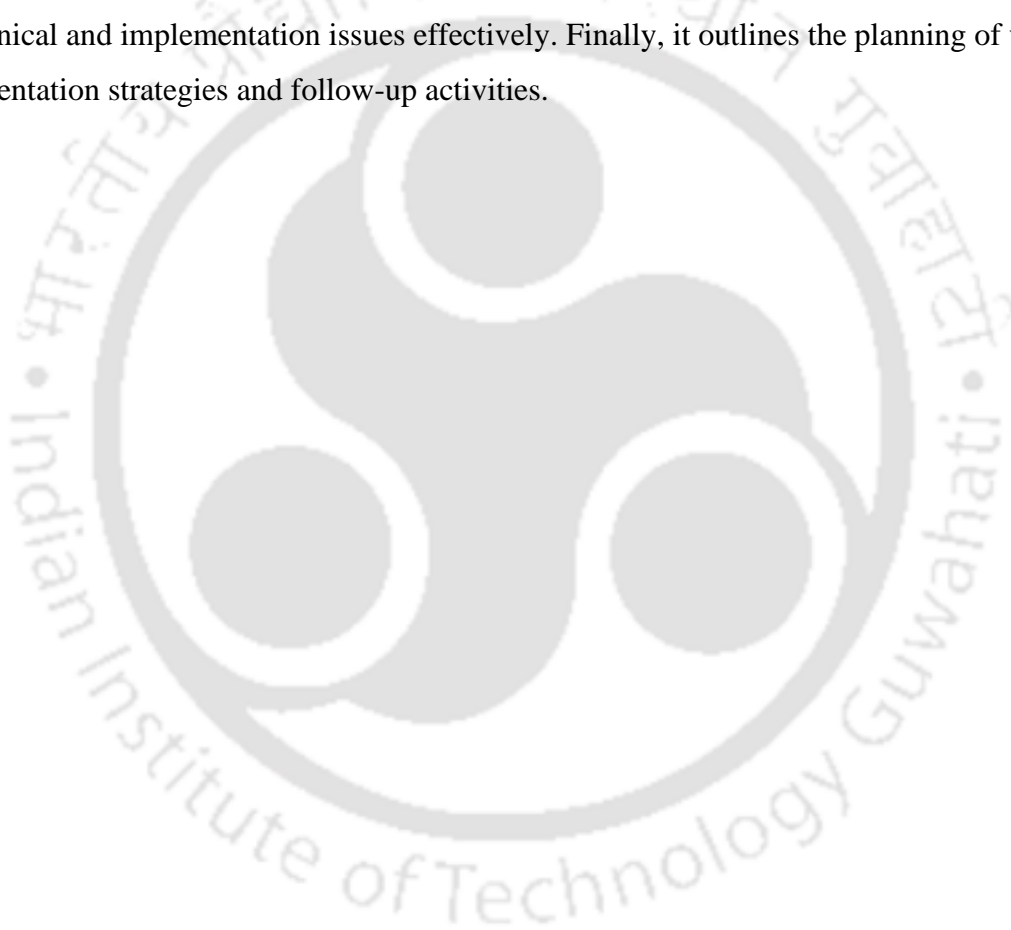 nical and implementation issues effectively. Finally, it outlines the planning of
entation strategies and follow-up activities.
भारतीय
गुवाहाटी
Indian Institute of Technology Guwahati